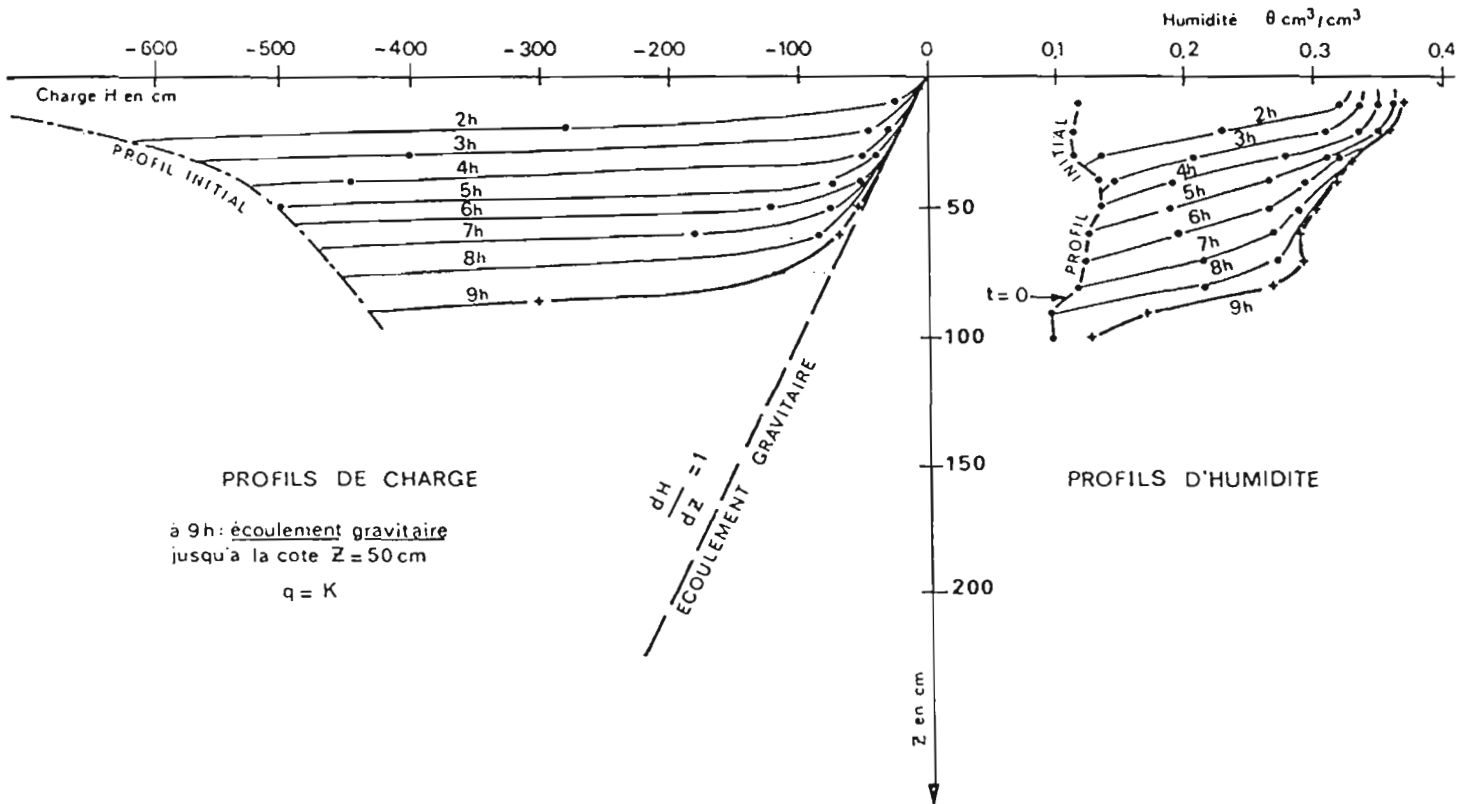 Humidité θ cm³/cm³
-600 -500 -400 -300 -200 -100 0 0,1 0,2 0,3 0,4
Charge H en cm
PROFIL INITIAL
2h
3h
4h
5h
6h
7h
8h
9h
50
100
150
200
Z en cm
dH/dZ = 1
ECOULEMENT GRAVITAIRE
PROFILS DE CHARGE
à 9h: écoulement gravitaire
jusqu'à la cote Z = 50 cm
q = K
PROFIL INITIAL
t = 0
2h
3h
4h
5h
6h
7h
8h
9h
PROFILS D'HUMIDITE